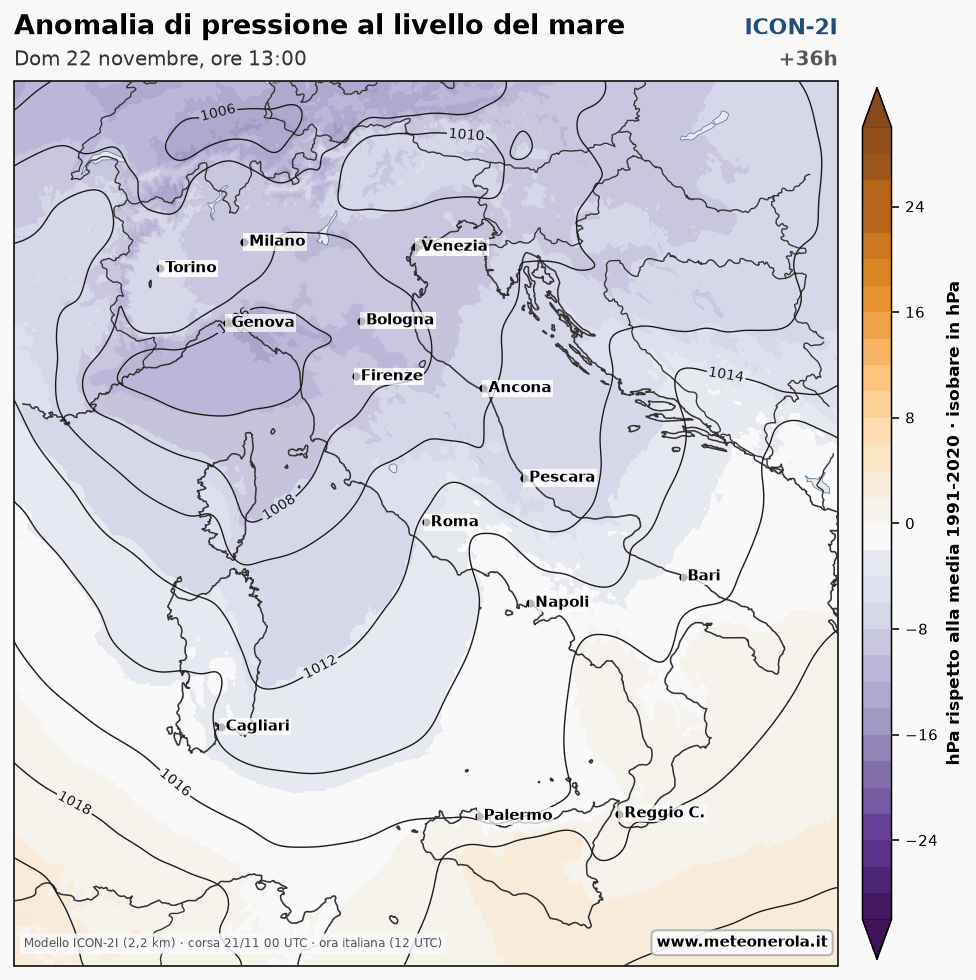 Anomalia di pressione al livello del mare
ICON-2I
Dom 22 novembre, ore 13:00
+36h
1006
1010
Milano
Venezia
Torino
Genova
Bologna
Firenze
Ancona
1014
Pescara
1008
Roma
Bari
Napoli
1012
Cagliari
1016
1018
Palermo
Reggio C.
24
16
8
0
−8
−16
−24
hPa rispetto alla media 1991-2020 · isobare in hPa
Modello ICON-2I (2,2 km) · corsa 21/11 00 UTC · ora italiana (12 UTC)
www.meteonerola.it